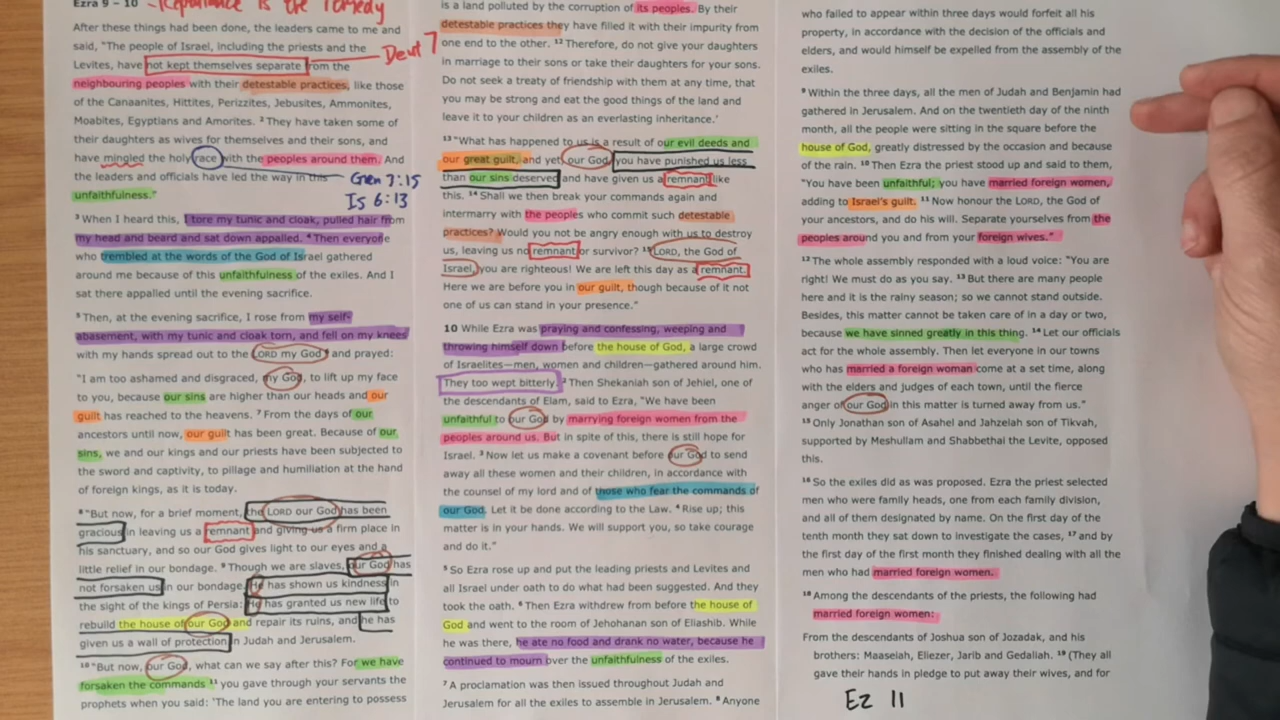 Ezra 9 – 10 - Repentance is the remedy
After these things had been done, the leaders came to me and
said, "The people of Israel, including the priests and the
Levites, have not kept themselves separate from the
Deut 7
neighbouring peoples with their detestable practices, like those
of the Canaanites, Hittites, Perizzites, Jebusites, Ammonites,
Moabites, Egyptians and Amorites. ² They have taken some of
their daughters as wives for themselves and their sons, and
have mingled the holy race with the peoples around them. And
the leaders and officials have led the way in this
Gen 7:15
Is 6:13
unfaithfulness."
³ When I heard this, I tore my tunic and cloak, pulled hair from
my head and beard and sat down appalled. ⁴ Then everyone
who trembled at the words of the God of Israel gathered
around me because of this unfaithfulness of the exiles. And I
sat there appalled until the evening sacrifice.
⁵ Then, at the evening sacrifice, I rose from my self-
abasement, with my tunic and cloak torn, and fell on my knees
with my hands spread out to the LORD my God ⁶ and prayed:
"I am too ashamed and disgraced, my God, to lift up my face
to you, because our sins are higher than our heads and our
guilt has reached to the heavens. ⁷ From the days of our
ancestors until now, our guilt has been great. Because of our
sins, we and our kings and our priests have been subjected to
the sword and captivity, to pillage and humiliation at the hand
of foreign kings, as it is today.
⁸ "But now, for a brief moment, the LORD our God has been
gracious in leaving us a remnant and giving us a firm place in
his sanctuary, and so our God gives light to our eyes and a
little relief in our bondage. ⁹ Though we are slaves, our God has
not forsaken us in our bondage. He has shown us kindness in
the sight of the kings of Persia: He has granted us new life to
rebuild the house of our God and repair its ruins, and he has
given us a wall of protection in Judah and Jerusalem.
¹⁰ "But now, our God, what can we say after this? For we have
forsaken the commands ¹¹ you gave through your servants the
prophets when you said: 'The land you are entering to possess
is a land polluted by the corruption of its peoples. By their
detestable practices they have filled it with their impurity from
one end to the other. ¹² Therefore, do not give your daughters
in marriage to their sons or take their daughters for your sons.
Do not seek a treaty of friendship with them at any time, that
you may be strong and eat the good things of the land and
leave it to your children as an everlasting inheritance.'
¹³ "What has happened to us is a result of our evil deeds and
our great guilt, and yet, our God, you have punished us less
than our sins deserved and have given us a remnant like
this. ¹⁴ Shall we then break your commands again and
intermarry with the peoples who commit such detestable
practices? Would you not be angry enough with us to destroy
us, leaving us no remnant or survivor? ¹⁵ LORD, the God of
Israel, you are righteous! We are left this day as a remnant.
Here we are before you in our guilt, though because of it not
one of us can stand in your presence."
10 While Ezra was praying and confessing, weeping and
throwing himself down before the house of God, a large crowd
of Israelites—men, women and children—gathered around him.
They too wept bitterly. ² Then Shekaniah son of Jehiel, one of
the descendants of Elam, said to Ezra, "We have been
unfaithful to our God by marrying foreign women from the
peoples around us. But in spite of this, there is still hope for
Israel. ³ Now let us make a covenant before our God to send
away all these women and their children, in accordance with
the counsel of my lord and of those who fear the commands of
our God. Let it be done according to the Law. ⁴ Rise up; this
matter is in your hands. We will support you, so take courage
and do it."
⁵ So Ezra rose up and put the leading priests and Levites and
all Israel under oath to do what had been suggested. And they
took the oath. ⁶ Then Ezra withdrew from before the house of
God and went to the room of Jehohanan son of Eliashib. While
he was there, he ate no food and drank no water, because he
continued to mourn over the unfaithfulness of the exiles.
⁷ A proclamation was then issued throughout Judah and
Jerusalem for all the exiles to assemble in Jerusalem. ⁸ Anyone
who failed to appear within three days would forfeit all his
property, in accordance with the decision of the officials and
elders, and would himself be expelled from the assembly of the
exiles.
⁹ Within the three days, all the men of Judah and Benjamin had
gathered in Jerusalem. And on the twentieth day of the ninth
month, all the people were sitting in the square before the
house of God, greatly distressed by the occasion and because
of the rain. ¹⁰ Then Ezra the priest stood up and said to them,
"You have been unfaithful; you have married foreign women,
adding to Israel's guilt. ¹¹ Now honour the LORD, the God of
your ancestors, and do his will. Separate yourselves from the
peoples around you and from your foreign wives."
¹² The whole assembly responded with a loud voice: "You are
right! We must do as you say. ¹³ But there are many people
here and it is the rainy season; so we cannot stand outside.
Besides, this matter cannot be taken care of in a day or two,
because we have sinned greatly in this thing. ¹⁴ Let our officials
act for the whole assembly. Then let everyone in our towns
who has married a foreign woman come at a set time, along
with the elders and judges of each town, until the fierce
anger of our God in this matter is turned away from us."
¹⁵ Only Jonathan son of Asahel and Jahzeiah son of Tikvah,
supported by Meshullam and Shabbethai the Levite, opposed
this.
¹⁶ So the exiles did as was proposed. Ezra the priest selected
men who were family heads, one from each family division,
and all of them designated by name. On the first day of the
tenth month they sat down to investigate the cases, ¹⁷ and by
the first day of the first month they finished dealing with all the
men who had married foreign women.
¹⁸ Among the descendants of the priests, the following had
married foreign women:
From the descendants of Joshua son of Jozadak, and his
brothers: Maaseiah, Eliezer, Jarib and Gedaliah. ¹⁹ (They all
gave their hands in pledge to put away their wives, and for
Ez 11